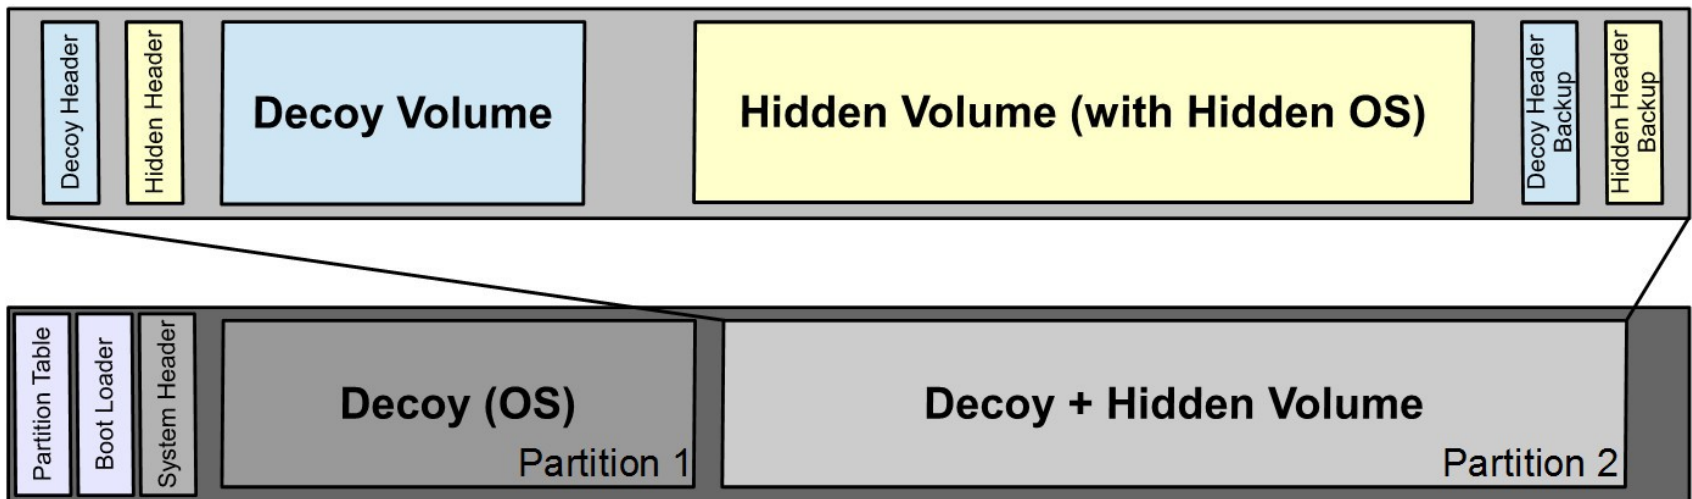 Decoy Header
Hidden Header
Decoy Volume
Hidden Volume (with Hidden OS)
Decoy Header
Backup
Hidden Header
Backup
Partition Table
Boot Loader
System Header
Decoy (OS)
Partition 1
Decoy + Hidden Volume
Partition 2